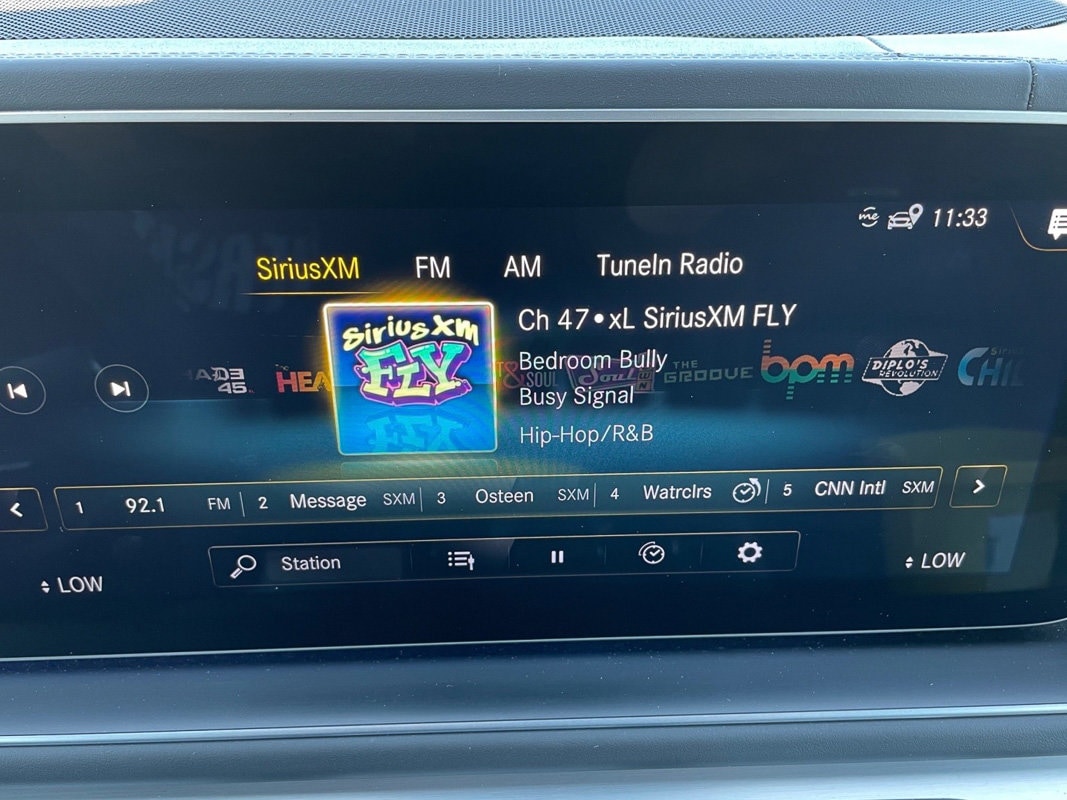 me 11:33
SiriusXM FM AM TuneIn Radio
Ch 47•xL SiriusXM FLY
SiriusXM
FLY
Bedroom Bully
THE
GROOVE
bpm
DIPLO'S
REVOLUTION
Busy Signal
Hip-Hop/R&B
1 92.1 FM 2 Message SXM 3 Osteen SXM 4 Watrclrs 5 CNN Intl SXM
Station
LOW
LOW